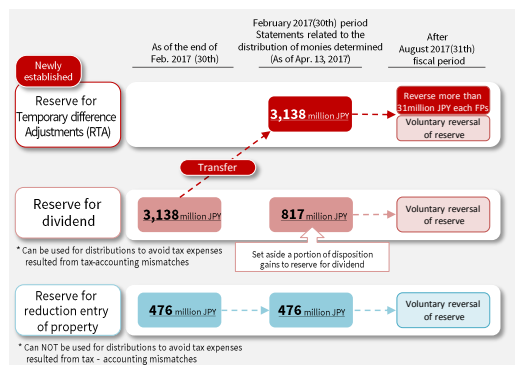 As of the end of
Feb. 2017 (30th)
February 2017(30th) period
Statements related to the
distribution of monies determined
(As of Apr. 13, 2017)
After
August 2017(31th)
fiscal period
Newly
established
Reserve for
Temporary difference
Adjustments (RTA)
3,138 million JPY
Reverse more than
31million JPY each FPs
Voluntary reversal
of reserve
Transfer
Reserve for
dividend
3,138 million JPY
817 million JPY
Voluntary reversal
of reserve
* Can be used for distributions to avoid tax expenses
resulted from tax-accounting mismatches
Set aside a portion of disposition
gains to reserve for dividend
Reserve for
reduction entry
of property
476 million JPY
476 million JPY
Voluntary reversal
of reserve
* Can NOT be used for distributions to avoid tax expenses
resulted from tax – accounting mismatches